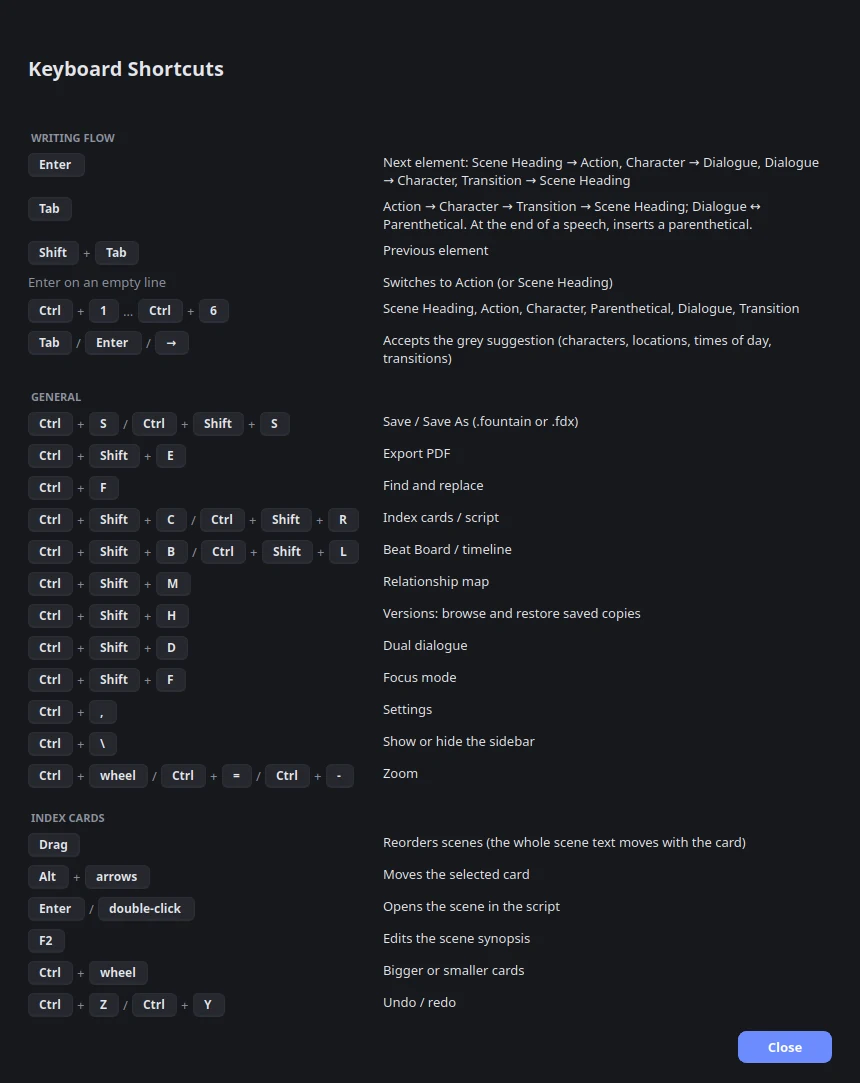 Keyboard Shortcuts
WRITING FLOW
Enter
Next element: Scene Heading → Action, Character → Dialogue, Dialogue
→ Character, Transition → Scene Heading
Tab
Action → Character → Transition → Scene Heading; Dialogue ↔
Parenthetical. At the end of a speech, inserts a parenthetical.
Shift + Tab
Previous element
Enter on an empty line
Switches to Action (or Scene Heading)
Ctrl + 1 ... Ctrl + 6
Scene Heading, Action, Character, Parenthetical, Dialogue, Transition
Tab / Enter / →
Accepts the grey suggestion (characters, locations, times of day,
transitions)
GENERAL
Ctrl + S / Ctrl + Shift + S
Save / Save As (.fountain or .fdx)
Ctrl + Shift + E
Export PDF
Ctrl + F
Find and replace
Ctrl + Shift + C / Ctrl + Shift + R
Index cards / script
Ctrl + Shift + B / Ctrl + Shift + L
Beat Board / timeline
Ctrl + Shift + M
Relationship map
Ctrl + Shift + H
Versions: browse and restore saved copies
Ctrl + Shift + D
Dual dialogue
Ctrl + Shift + F
Focus mode
Ctrl + ,
Settings
Ctrl + \
Show or hide the sidebar
Ctrl + wheel / Ctrl + = / Ctrl + -
Zoom
INDEX CARDS
Drag
Reorders scenes (the whole scene text moves with the card)
Alt + arrows
Moves the selected card
Enter / double-click
Opens the scene in the script
F2
Edits the scene synopsis
Ctrl + wheel
Bigger or smaller cards
Ctrl + Z / Ctrl + Y
Undo / redo
Close